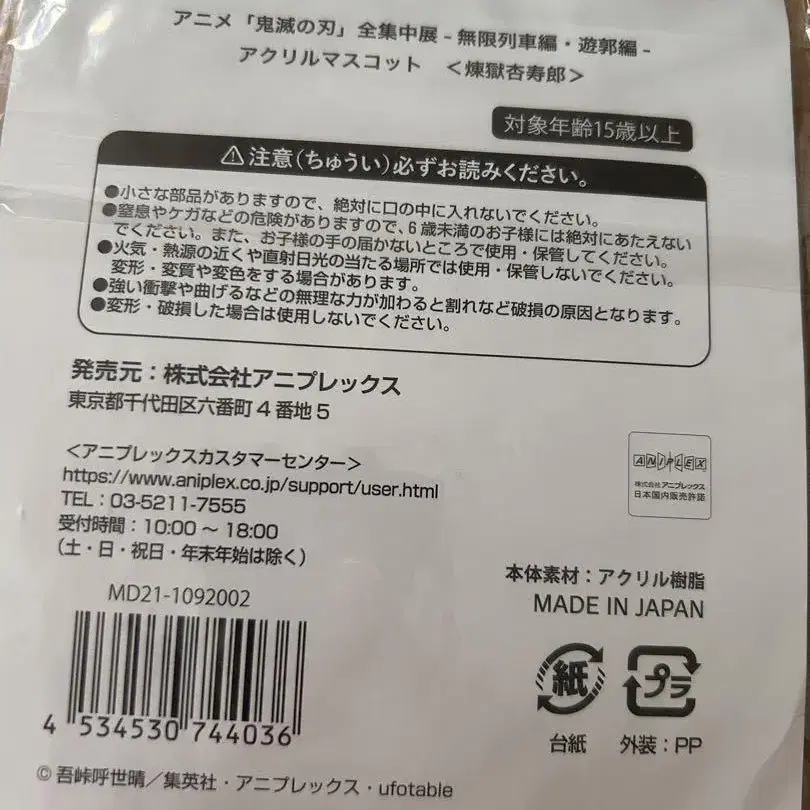 アニメ「鬼滅の刃」全集中展 - 無限列車編・遊郭編 -
アクリルマスコット ＜煉獄杏寿郎＞
対象年齢15歳以上
⚠注意（ちゅうい）必ずお読みください。
●小さな部品がありますので、絶対に口の中に入れないでください。
●窒息やケガなどの危険がありますので、6歳未満のお子様には絶対にあたえない
でください。また、お子様の手の届かないところで使用・保管してください。
●火気・熱源の近くや直射日光の当たる場所では使用・保管しないでください。
変形・変質や変色をする場合があります。
●強い衝撃や曲げるなどの無理な力が加わると割れなど破損の原因となります。
●変形・破損した場合は使用しないでください。
発売元：株式会社アニプレックス
東京都千代田区六番町4番地5
＜アニプレックスカスタマーセンター＞
https://www.aniplex.co.jp/support/user.html
TEL：03-5211-7555
受付時間：10:00～18:00
（土・日・祝日・年末年始は除く）
ANIPLEX
株式会社アニプレックス
日本国内販売許諾
本体素材：アクリル樹脂
MADE IN JAPAN
MD21-1092002
4 534530 744036
紙
プラ
台紙
外装：PP
© 吾峠呼世晴／集英社・アニプレックス・ufotable